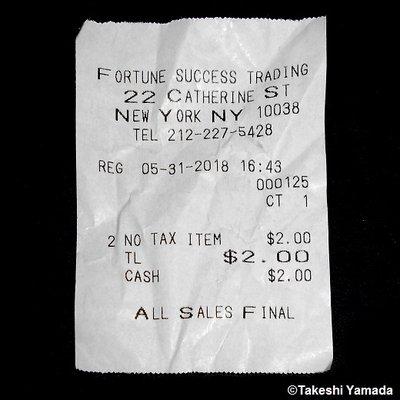 FORTUNE SUCCESS TRADING
22 CATHERINE ST
NEW YORK NY 10038
TEL 212-227-5428
REG 05-31-2018 16:43
000125
CT 1
2 NO TAX ITEM $2.00
TL $2.00
CASH $2.00
ALL SALES FINAL
©Takeshi Yamada